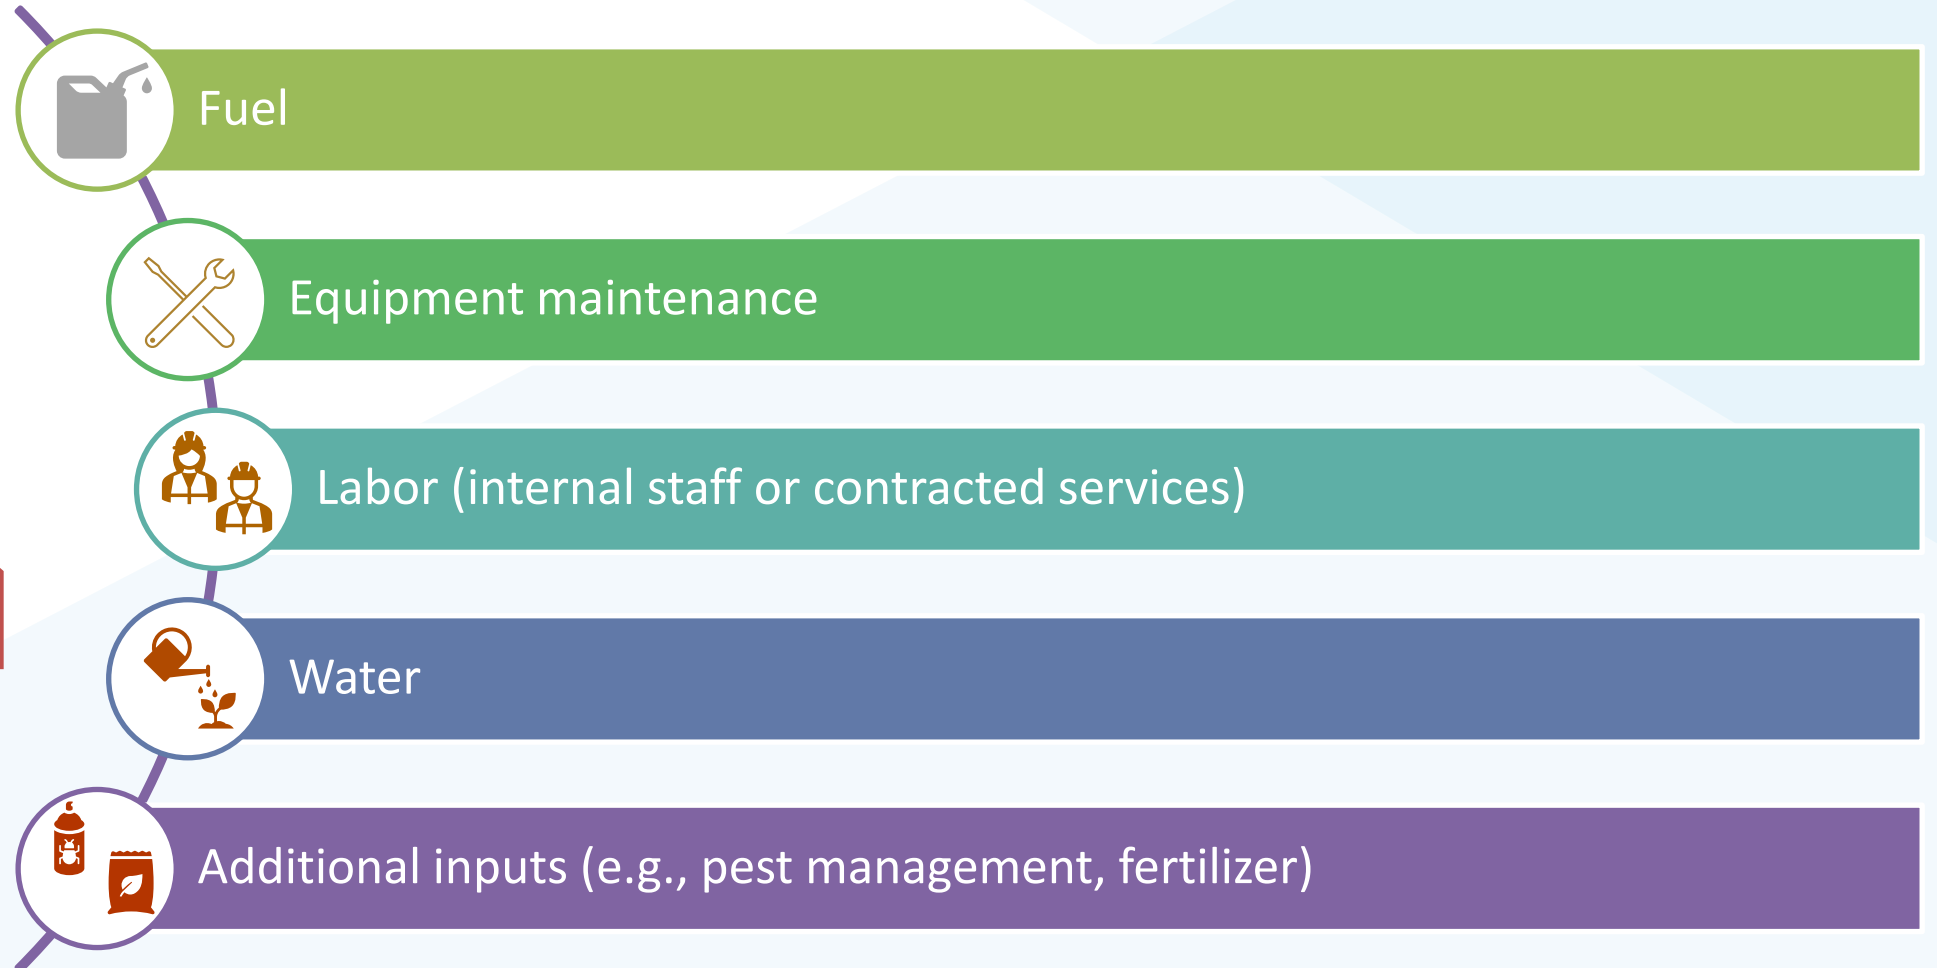 Fuel
Equipment maintenance
Labor (internal staff or contracted services)
Water
Additional inputs (e.g., pest management, fertilizer)